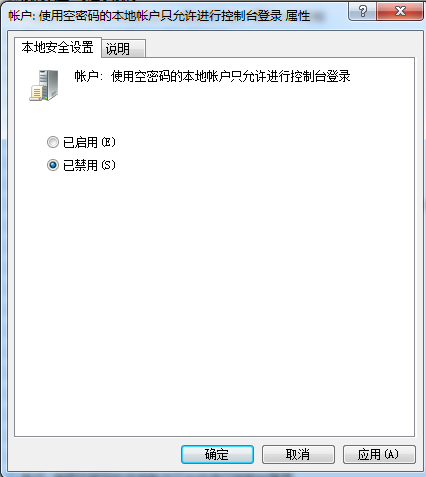 帐户: 使用空密码的本地帐户只允许进行控制台登录 属性
本地安全设置
说明
帐户: 使用空密码的本地帐户只允许进行控制台登录
已启用(E)
已禁用(S)
确定
取消
应用(A)